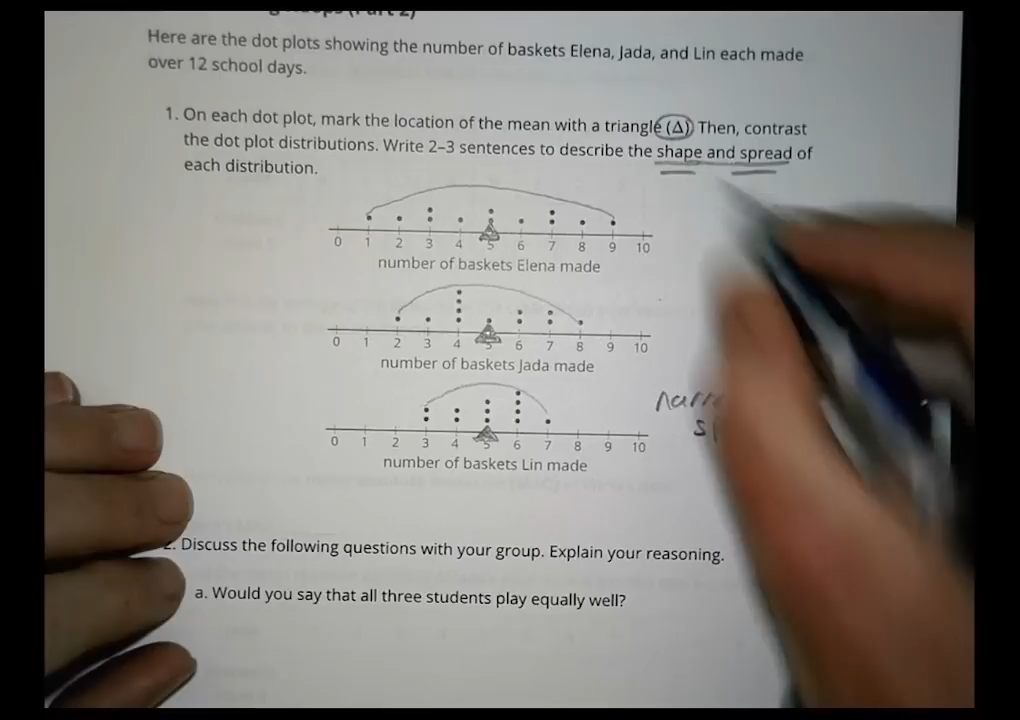 Here are the dot plots showing the number of baskets Elena, Jada, and Lin each made
over 12 school days.
1. On each dot plot, mark the location of the mean with a triangle (Δ) Then, contrast
the dot plot distributions. Write 2–3 sentences to describe the shape and spread of
each distribution.
0 1 2 3 4 5 6 7 8 9 10
number of baskets Elena made
0 1 2 3 4 5 6 7 8 9 10
number of baskets Jada made
0 1 2 3 4 5 6 7 8 9 10
number of baskets Lin made
2. Discuss the following questions with your group. Explain your reasoning.
a. Would you say that all three students play equally well?